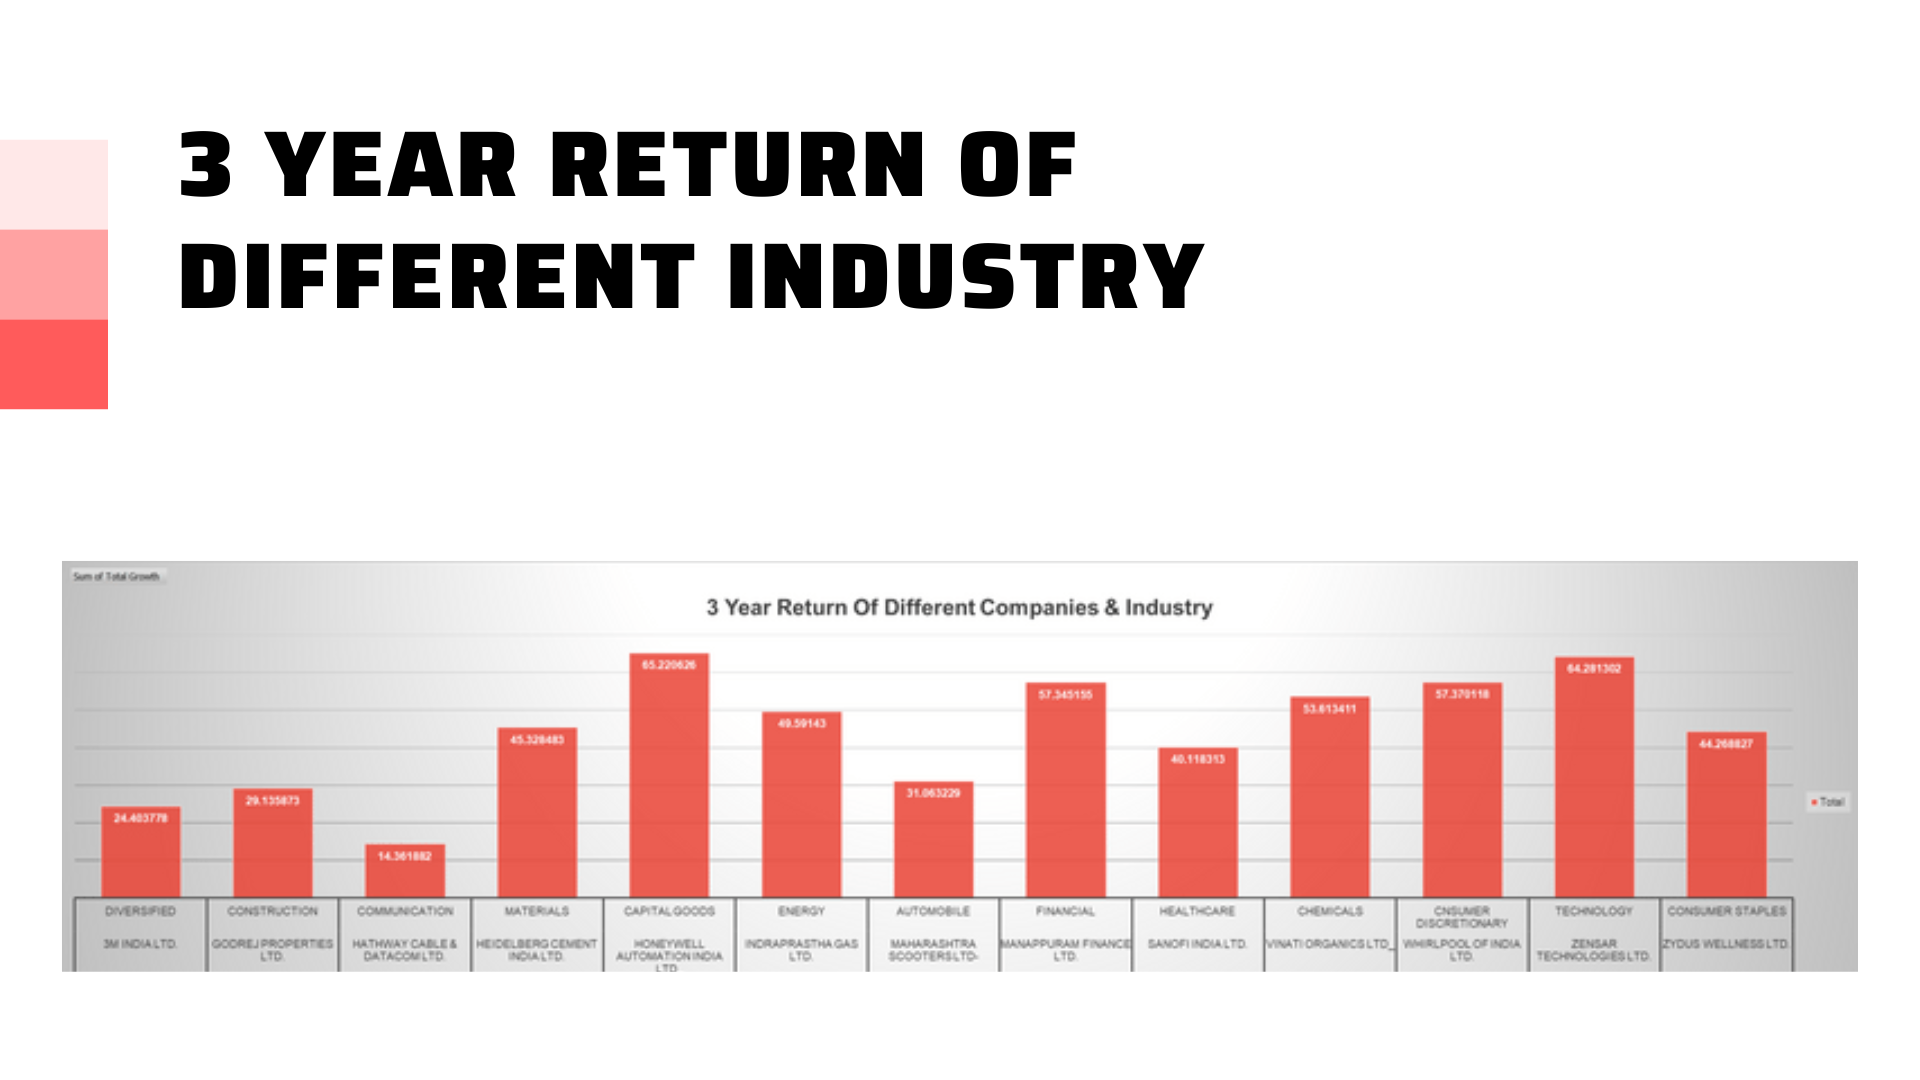 3 YEAR RETURN OF
DIFFERENT INDUSTRY
Sum of Total Growth
3 Year Return Of Different Companies & Industry
65.220626
64.281302
57.345155
57.370118
53.613411
49.59143
45.328483
44.268827
40.118313
31.063229
29.135873
24.403778
14.361882
Total
DIVERSIFIED
CONSTRUCTION
COMMUNICATION
MATERIALS
CAPITAL GOODS
ENERGY
AUTOMOBILE
FINANCIAL
HEALTHCARE
CHEMICALS
CNSUMER
DISCRETIONARY
TECHNOLOGY
CONSUMER STAPLES
3M INDIA LTD.
GODREJ PROPERTIES
LTD.
HATHWAY CABLE &
DATACOM LTD.
HEIDELBERG CEMENT
INDIA LTD.
HONEYWELL
AUTOMATION INDIA
LTD
INDRAPRASTHA GAS
LTD.
MAHARASHTRA
SCOOTERS LTD-
MANAPPURAM FINANCE
LTD.
SANOFI INDIA LTD.
VINATI ORGANICS LTD_
WHIRLPOOL OF INDIA
LTD.
ZENSAR
TECHNOLOGIES LTD.
ZYDUS WELLNESS LTD.